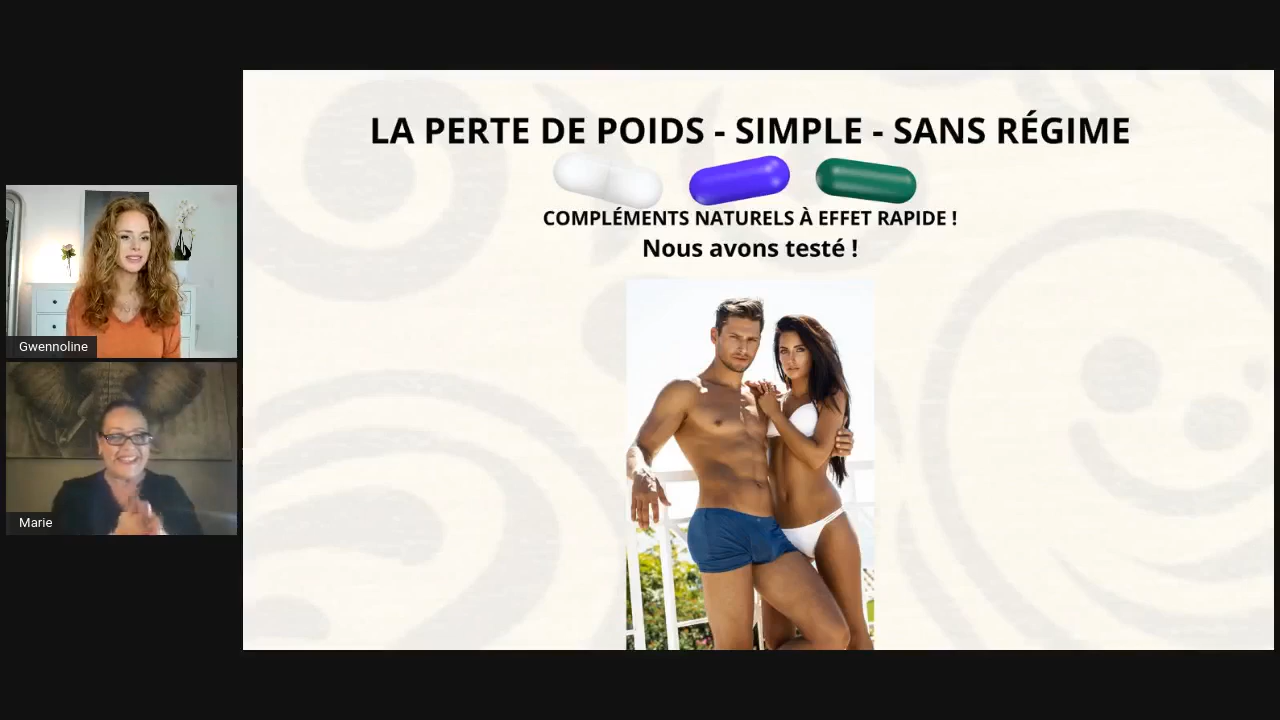 LA PERTE DE POIDS - SIMPLE - SANS RÉGIME
COMPLÉMENTS NATURELS À EFFET RAPIDE !
Nous avons testé !
Gwennoline
Marie